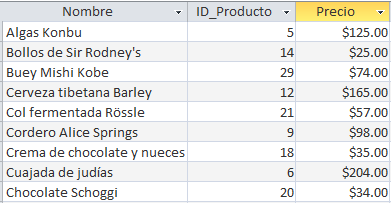 Nombre ID_Producto Precio
Algas Konbu 5 $125.00
Bollos de Sir Rodney's 14 $25.00
Buey Mishi Kobe 29 $74.00
Cerveza tibetana Barley 12 $165.00
Col fermentada Rössle 21 $57.00
Cordero Alice Springs 9 $98.00
Crema de chocolate y nueces 18 $35.00
Cuajada de judías 6 $204.00
Chocolate Schoggi 20 $34.00